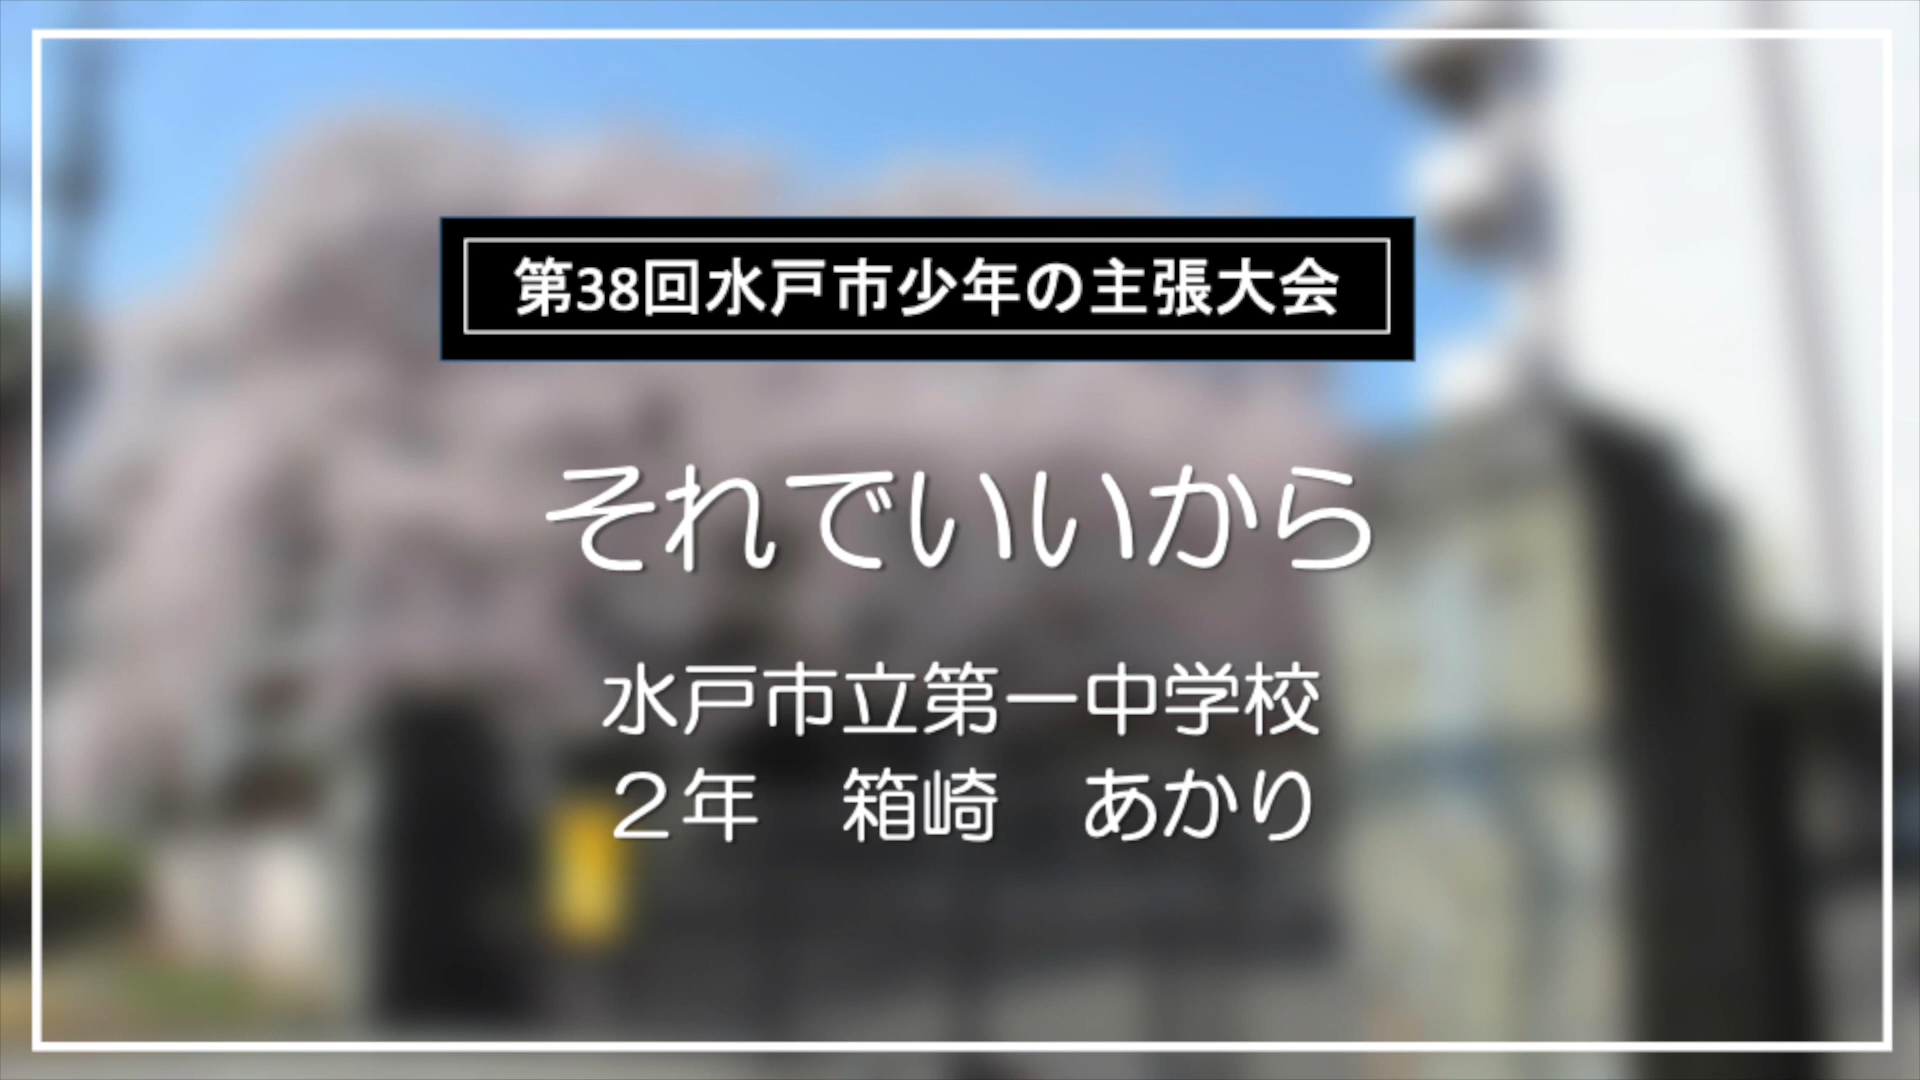 第38回水戸市少年の主張大会
それでいいから
水戸市立第一中学校
２年　箱崎　あかり